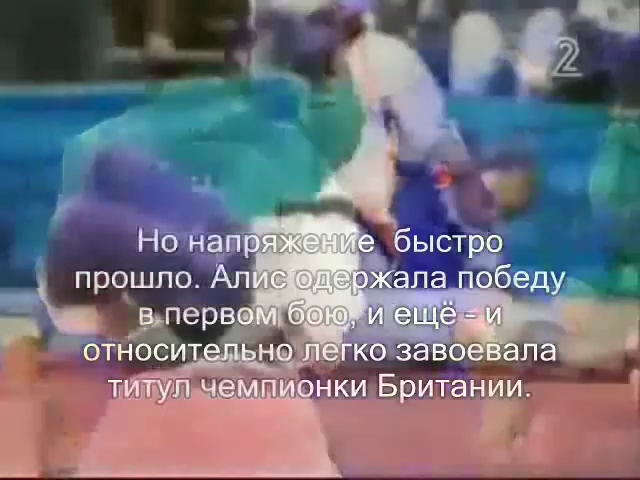 2
Но напряжение быстро
прошло. Алис одержала победу
в первом бою, и ещё - и
относительно легко завоевала
титул чемпионки Британии.